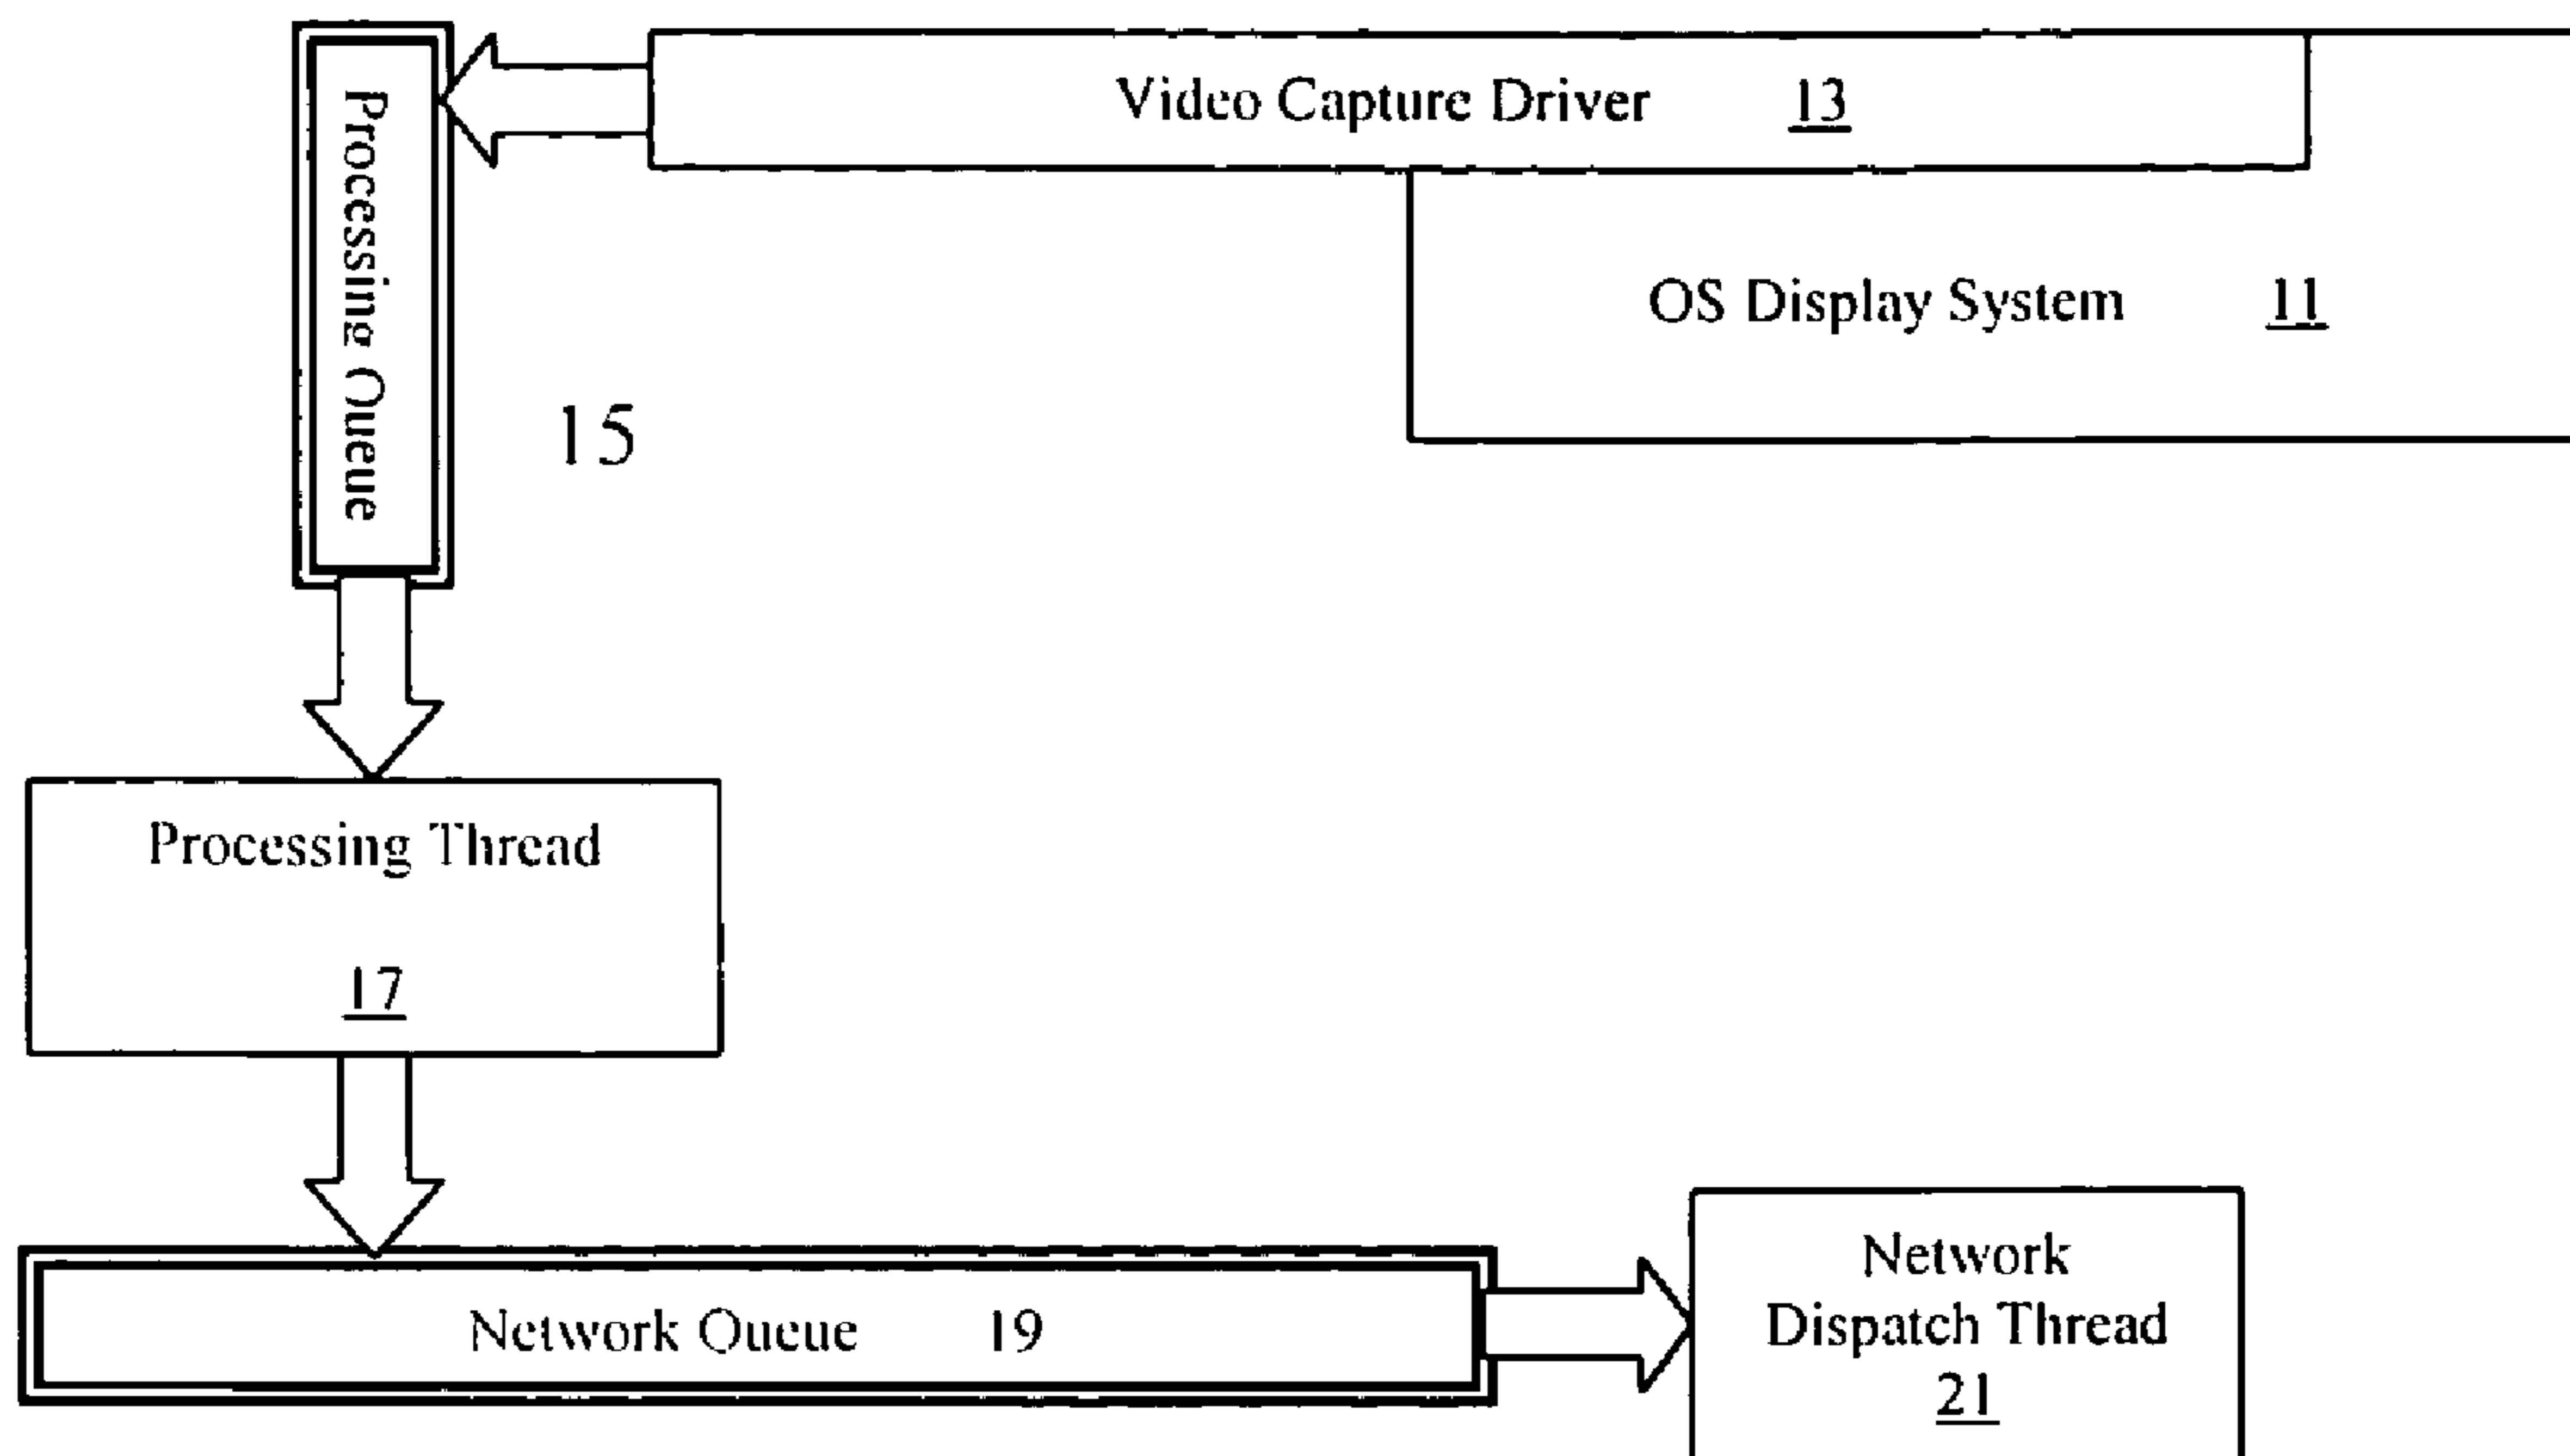 Video Capture Driver 13
OS Display System 11
Processing Queue
15
Processing Thread
17
Network Queue 19
Network
Dispatch Thread
21